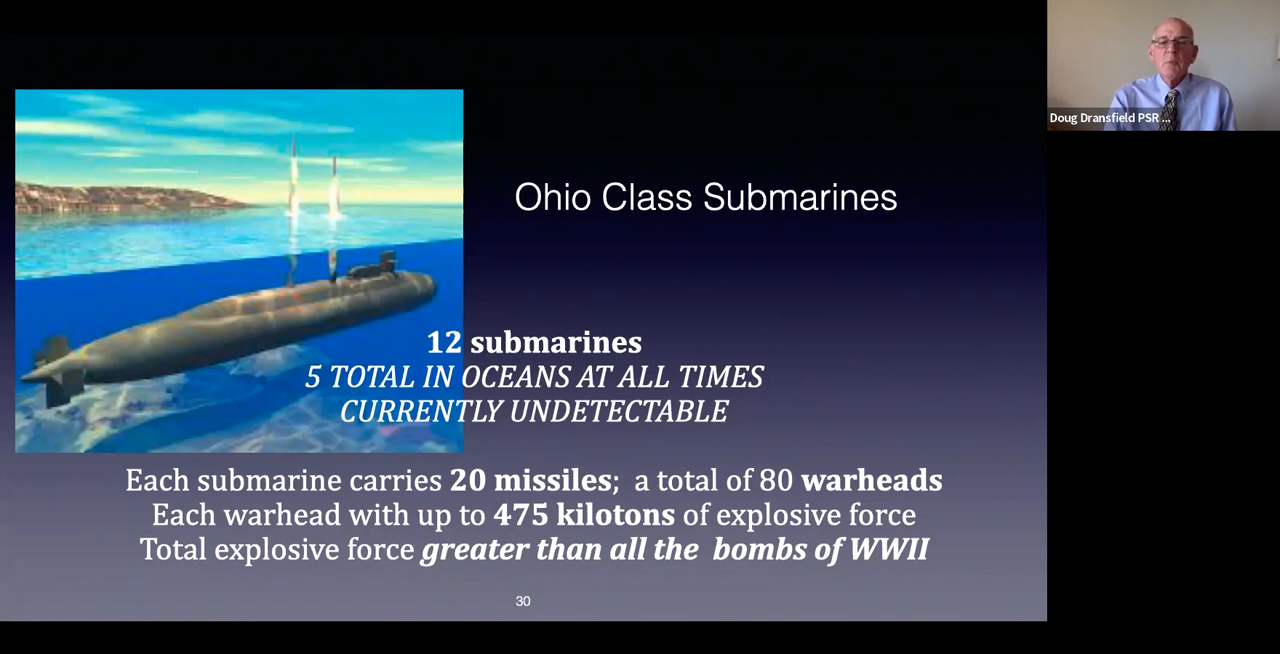 Doug Dransfield PSR ...
Ohio Class Submarines
12 submarines
5 TOTAL IN OCEANS AT ALL TIMES
CURRENTLY UNDETECTABLE
Each submarine carries 20 missiles; a total of 80 warheads
Each warhead with up to 475 kilotons of explosive force
Total explosive force greater than all the bombs of WWII
30